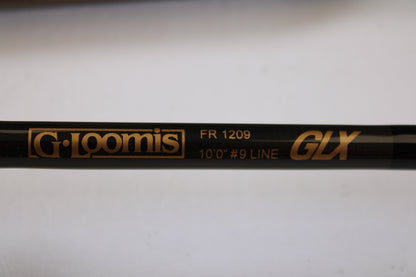 G·Loomis
FR 1209
10'0" #9 LINE
GLX